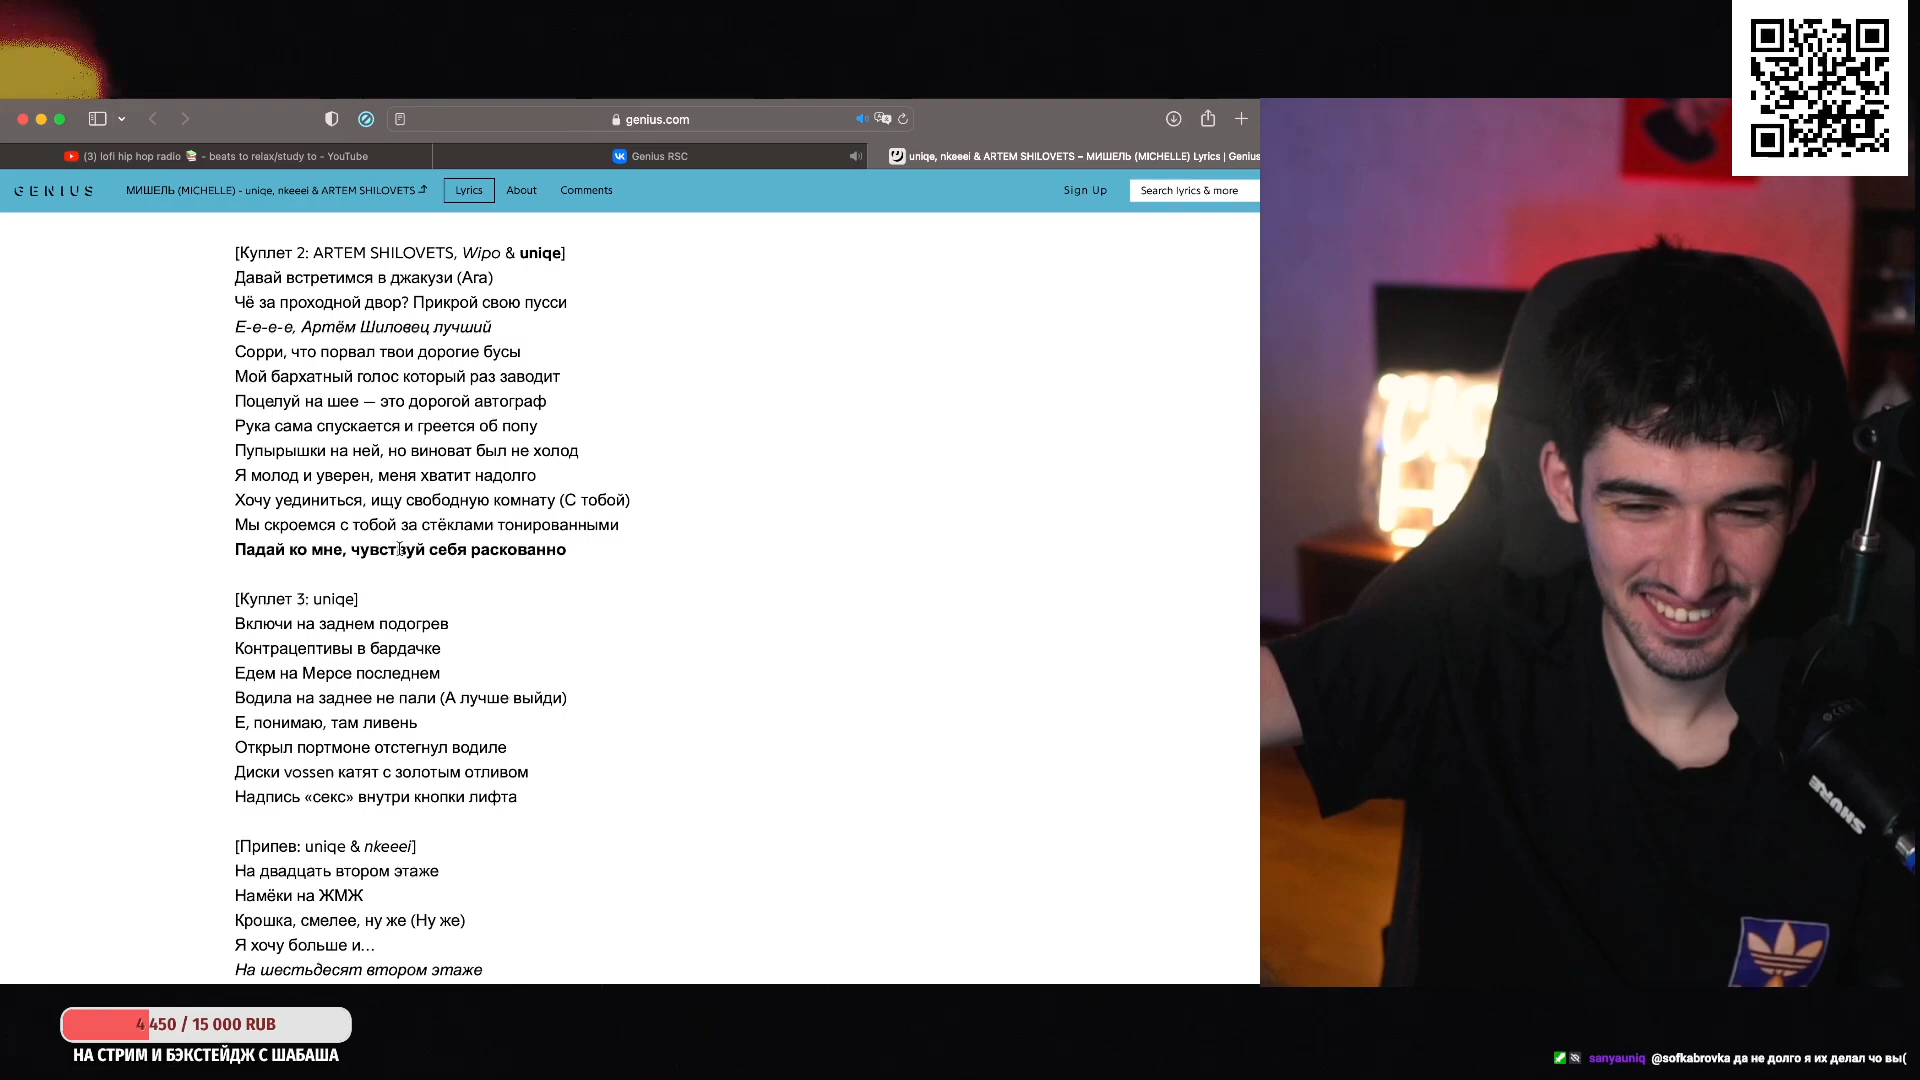 genius.com
(3) lofi hip hop radio 📚 - beats to relax/study to - YouTube
Genius RSC
uniqe, nkeeei & ARTEM SHILOVETS – МИШЕЛЬ (MICHELLE) Lyrics | Genius
GENIUS
МИШЕЛЬ (MICHELLE) - uniqe, nkeeei & ARTEM SHILOVETS
Lyrics
About
Comments
Sign Up
Search lyrics & more
[Куплет 2: ARTEM SHILOVETS, Wipo & uniqe]
Давай встретимся в джакузи (Ага)
Чё за проходной двор? Прикрой свою пусси
Е-е-е-е, Артём Шиловец лучший
Сорри, что порвал твои дорогие бусы
Мой бархатный голос который раз заводит
Поцелуй на шее — это дорогой автограф
Рука сама спускается и греется об попу
Пупырышки на ней, но виноват был не холод
Я молод и уверен, меня хватит надолго
Хочу уединиться, ищу свободную комнату (С тобой)
Мы скроемся с тобой за стёклами тонированными
Падай ко мне, чувствуй себя раскованно
[Куплет 3: uniqe]
Включи на заднем подогрев
Контрацептивы в бардачке
Едем на Мерсе последнем
Водила на заднее не пали (А лучше выйди)
Е, понимаю, там ливень
Открыл портмоне отстегнул водиле
Диски vossen катят с золотым отливом
Надпись «секс» внутри кнопки лифта
[Припев: uniqe & nkeeei]
На двадцать втором этаже
Намёки на ЖМЖ
Крошка, смелее, ну же (Ну же)
Я хочу больше и…
На шестьдесят втором этаже
SHURE
4 450 / 15 000 RUB
НА СТРИМ И БЭКСТЕЙДЖ С ШАБАША
sanyauniq @sofkabrovka да не долго я их делал чо вы(